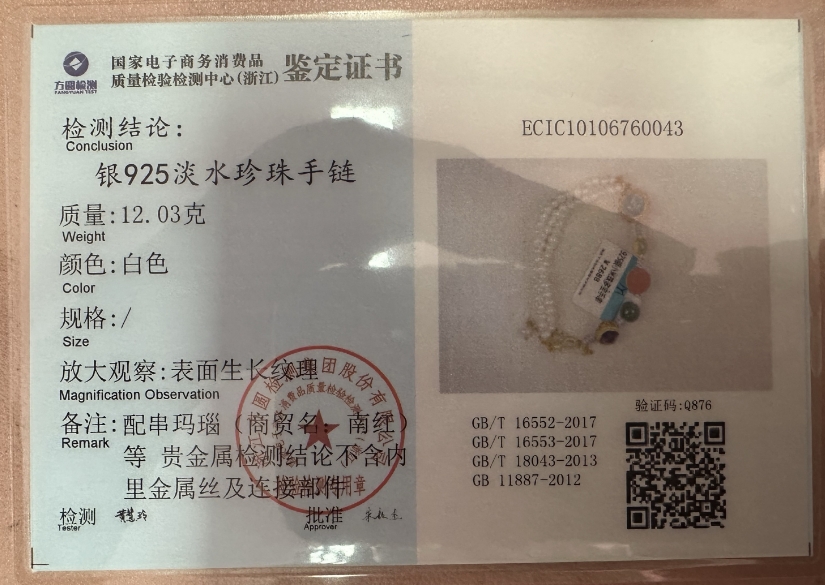 方圆检测
FANGYUAN TEST
国家电子商务消费品
质量检验检测中心(浙江)
鉴定证书
检测结论:
Conclusion
银925淡水珍珠手链
质量:12.03克
Weight
颜色:白色
Color
规格:/
Size
放大观察:表面生长纹理
Magnification Observation
备注:配串玛瑙（商贸名：南红）
Remark
等 贵金属检测结论不含内
里金属丝及连接部件
检测
Tester
批准
Approver
ECIC10106760043
验证码:Q876
GB/T 16552-2017
GB/T 16553-2017
GB/T 18043-2013
GB 11887-2012